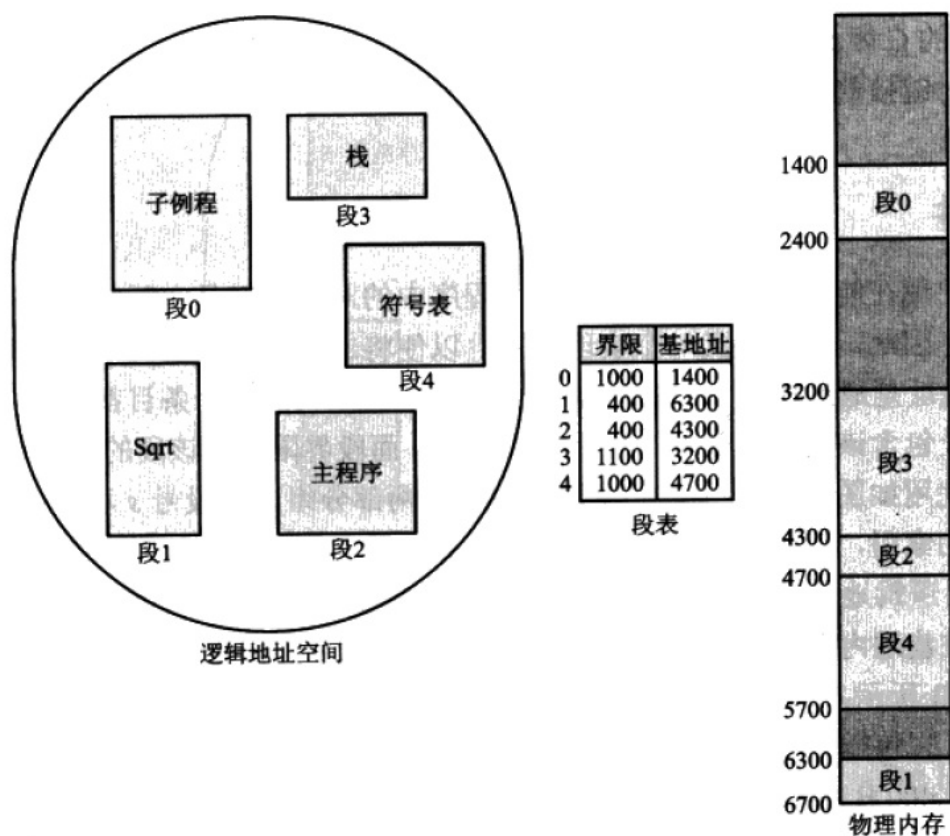 子例程
段0
栈
段3
符号表
段4
Sqrt
段1
主程序
段2
逻辑地址空间
界限 基地址
0 1000 1400
1 400 6300
2 400 4300
3 1100 3200
4 1000 4700
段表
1400
段0
2400
3200
段3
4300
段2
4700
段4
5700
6300
段1
6700
物理内存